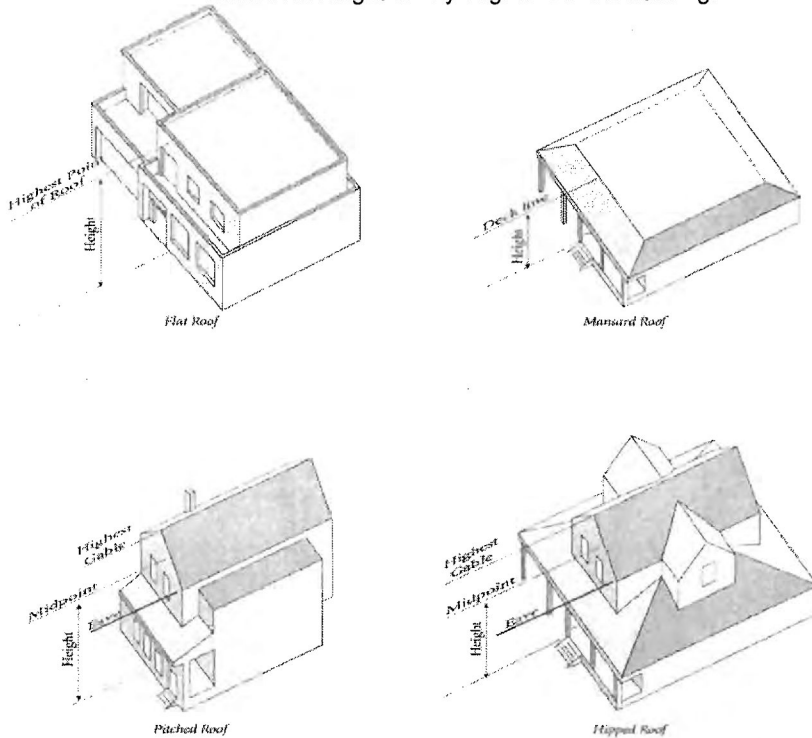 Highest Point
of Roof
Height
Flat Roof
Deck line
Height
Mansard Roof
Highest
Gable
Midpoint
Eave
Height
Pitched Roof
Highest
Gable
Midpoint
Eave
Height
Hipped Roof